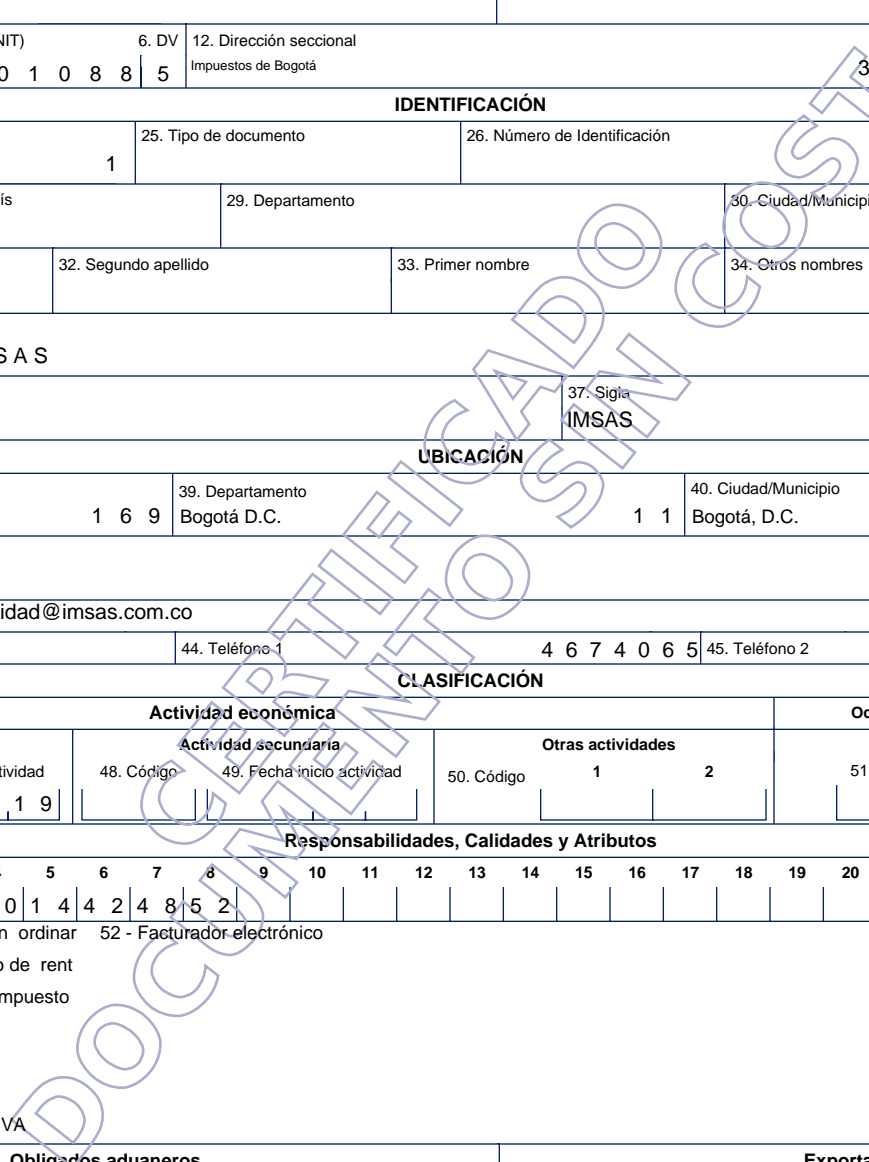 NIT) 6. DV 12. Dirección seccional
0 1 0 8 8 5 Impuestos de Bogotá 3
IDENTIFICACIÓN
25. Tipo de documento 26. Número de Identificación
1
ís 29. Departamento 30. Ciudad/Municipi
32. Segundo apellido 33. Primer nombre 34. Otros nombres
S A S
37. Sigla
IMSAS
UBICACIÓN
39. Departamento 40. Ciudad/Municipio
1 6 9 Bogotá D.C. 1 1 Bogotá, D.C.
idad@imsas.com.co
44. Teléfono 1 4 6 7 4 0 6 5 45. Teléfono 2
CLASIFICACIÓN
Actividad económica Oc
Actividad secundaria Otras actividades
tividad 48. Código 49. Fecha inicio actividad 50. Código 1 2 51
1 9
Responsabilidades, Calidades y Atributos
5 6 7 8 9 10 11 12 13 14 15 16 17 18 19 20
0 1 4 4 2 4 8 5 2
n ordinar 52 - Facturador electrónico
o de rent
mpuesto
VA
Obligados aduaneros Exporta
CERTIFICADO
DOCUMENTO SIN COST